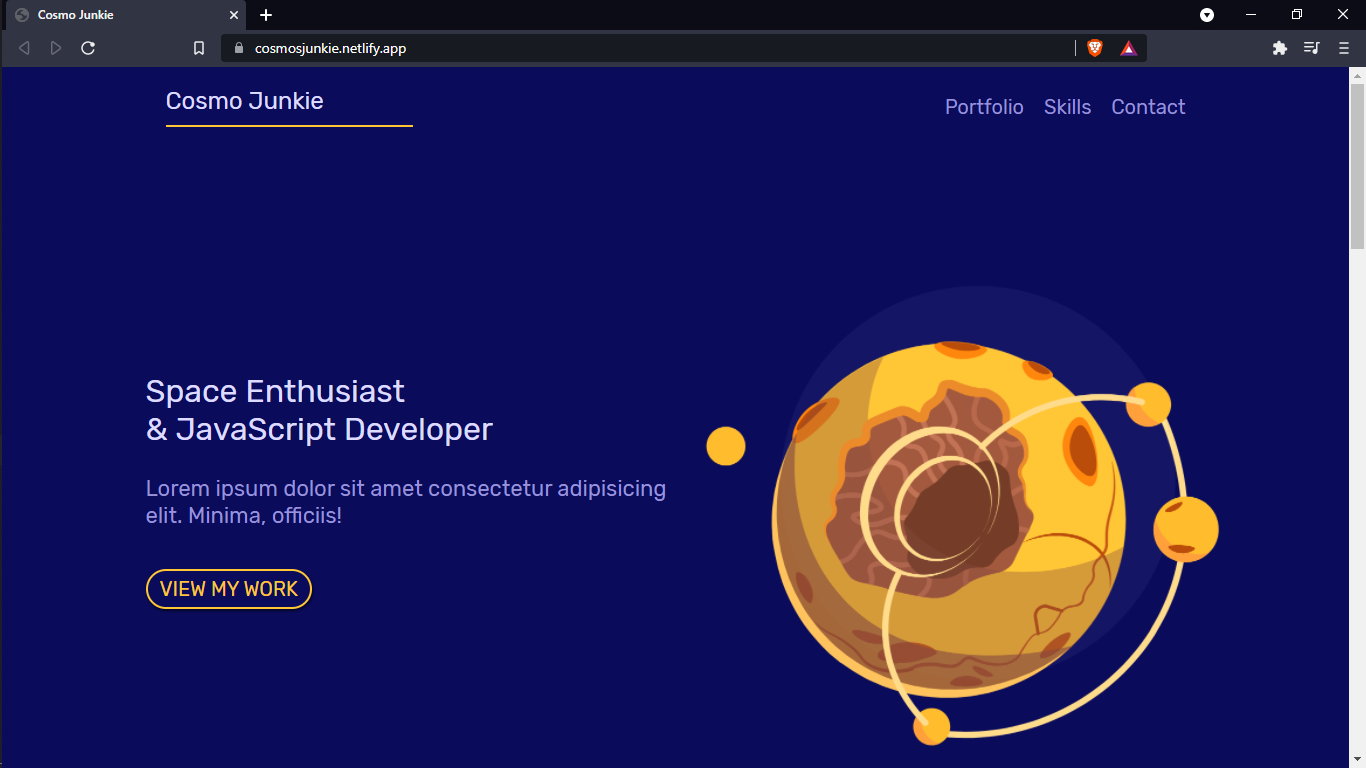 Cosmo Junkie
cosmosjunkie.netlify.app
Cosmo Junkie
Portfolio Skills Contact
Space Enthusiast
& JavaScript Developer
Lorem ipsum dolor sit amet consectetur adipisicing
elit. Minima, officiis!
VIEW MY WORK